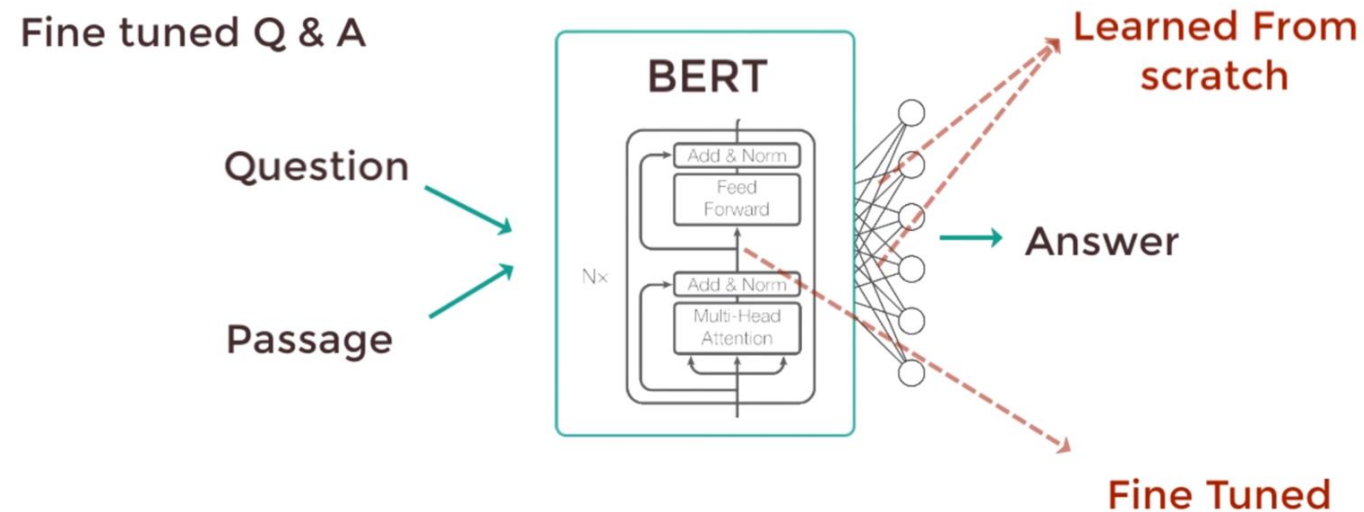 Fine tuned Q & A
Learned From
scratch
BERT
Question
Passage
Add & Norm
Feed
Forward
N×
Add & Norm
Multi-Head
Attention
Answer
Fine Tuned